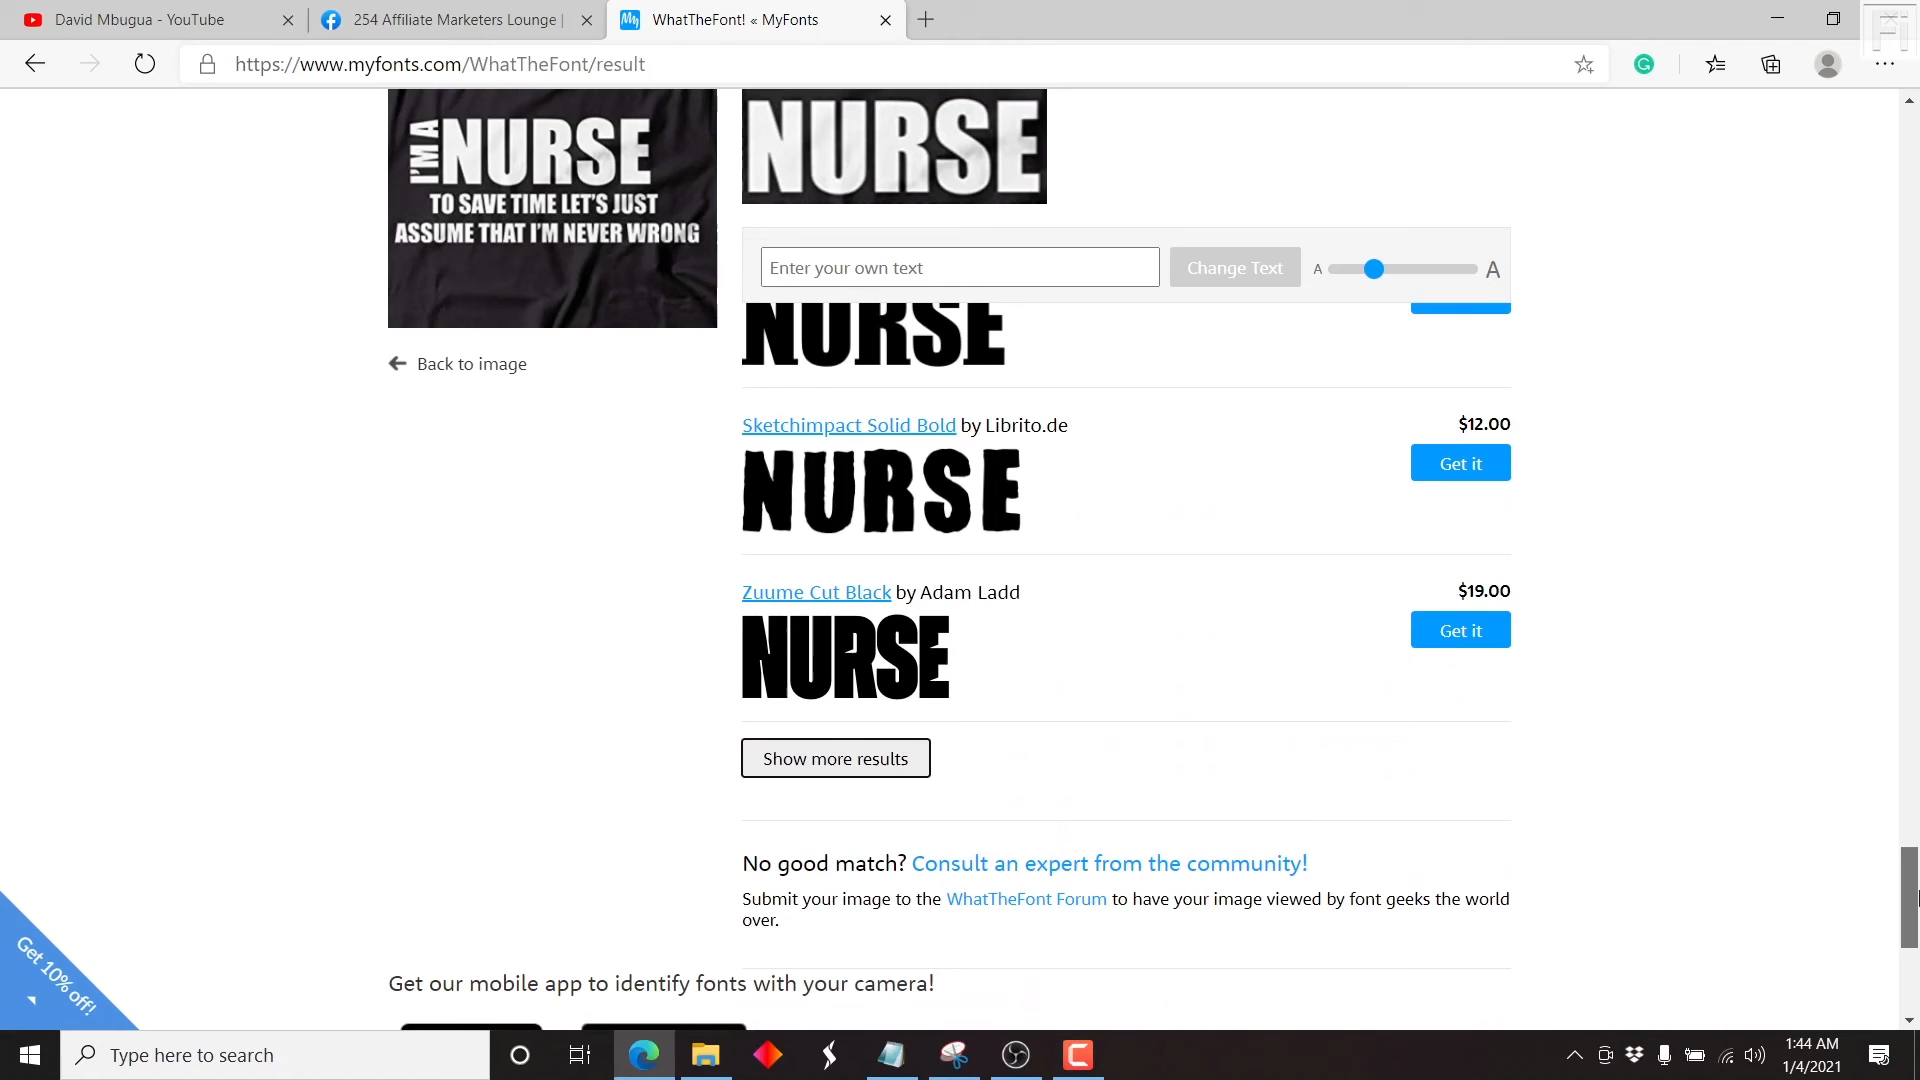 David Mbugua - YouTube
254 Affiliate Marketers Lounge |
WhatTheFont! « MyFonts
https://www.myfonts.com/WhatTheFont/result
I'M A NURSE
TO SAVE TIME LET'S JUST
ASSUME THAT I'M NEVER WRONG
NURSE
Enter your own text
Change Text
A
A
Back to image
NURSE
Sketchimpact Solid Bold by Librito.de
$12.00
Get it
NURSE
Zuume Cut Black by Adam Ladd
$19.00
Get it
NURSE
Show more results
No good match? Consult an expert from the community!
Submit your image to the WhatTheFont Forum to have your image viewed by font geeks the world
over.
Get 10% off!
Get our mobile app to identify fonts with your camera!
Type here to search
1:44 AM
1/4/2021